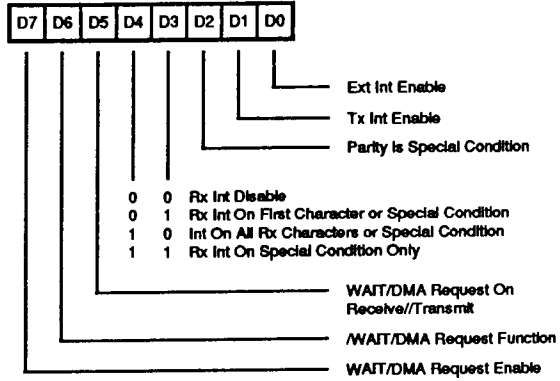 D7 D6 D5 D4 D3 D2 D1 D0
Ext Int Enable
Tx Int Enable
Parity Is Special Condition
0 0 Rx Int Disable
0 1 Rx Int On First Character or Special Condition
1 0 Int On All Rx Characters or Special Condition
1 1 Rx Int On Special Condition Only
WAIT/DMA Request On
Receive//Transmit
/WAIT/DMA Request Function
WAIT/DMA Request Enable